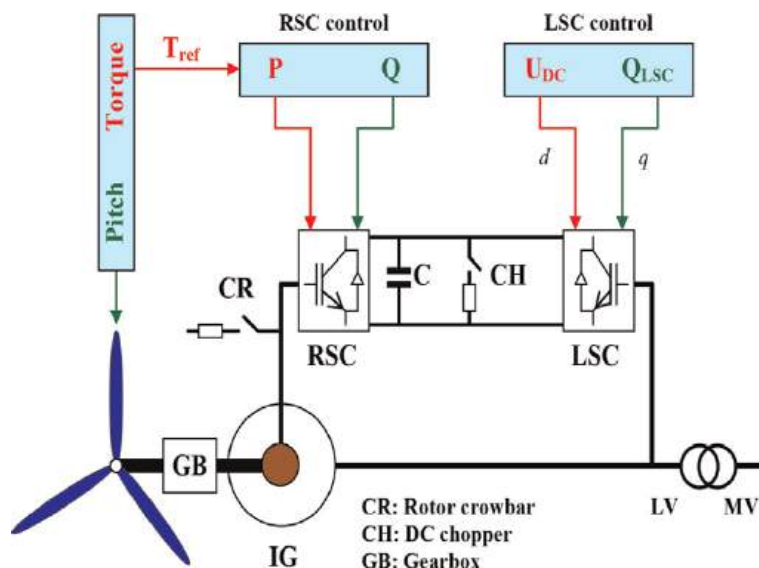 RSC control
LSC control
Torque
Pitch
Tref
P
Q
UDC
QLSC
d
q
C
CH
CR
RSC
LSC
GB
IG
LV
MV
CR: Rotor crowbar
CH: DC chopper
GB: Gearbox